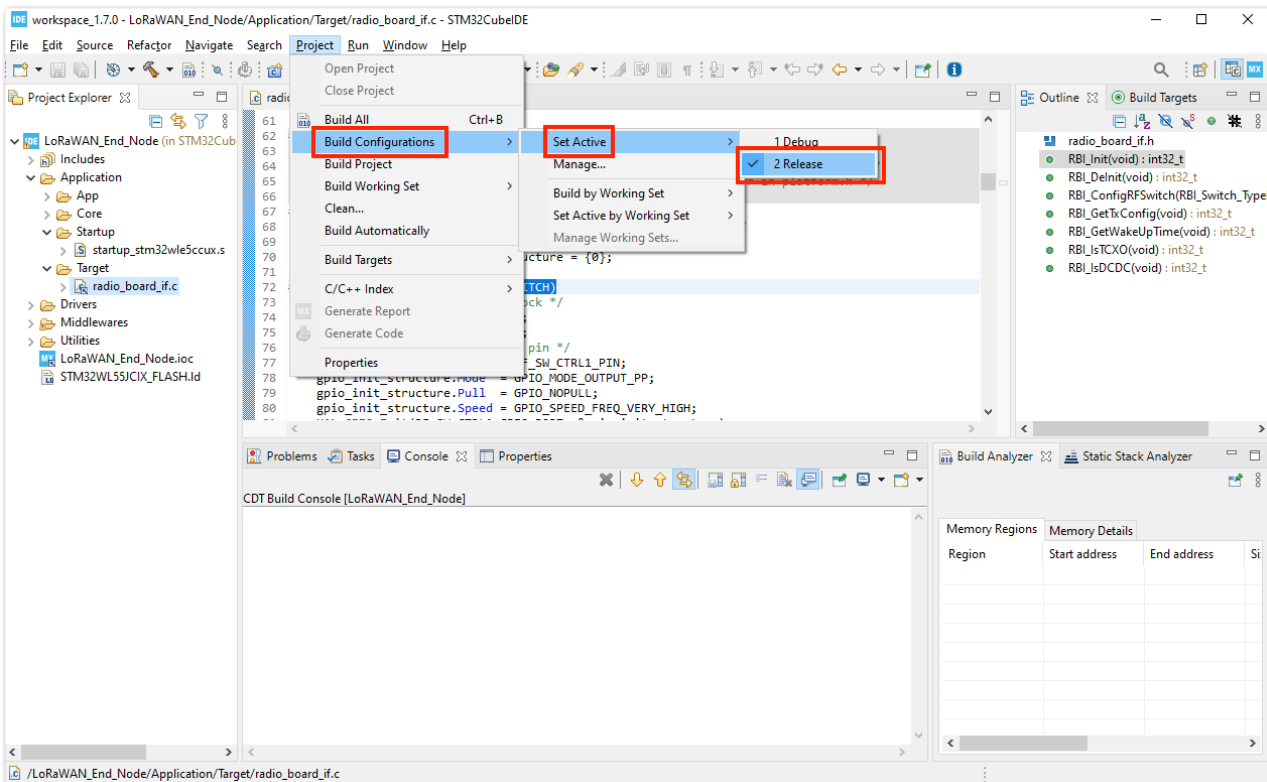 workspace_1.7.0 - LoRaWAN_End_Node/Application/Target/radio_board_if.c - STM32CubeIDE
File Edit Source Refactor Navigate Search Project Run Window Help
Project Explorer
LoRaWAN_End_Node (in STM32Cub
Includes
Application
App
Core
Startup
startup_stm32wle5ccux.s
Target
radio_board_if.c
Drivers
Middlewares
Utilities
LoRaWAN_End_Node.ioc
STM32WL55JCIX_FLASH.ld
Open Project
Close Project
Build All Ctrl+B
Build Configurations
Build Project
Build Working Set
Clean...
Build Automatically
Build Targets
C/C++ Index
Generate Report
Generate Code
Properties
Set Active
Manage...
Build by Working Set
Set Active by Working Set
Manage Working Sets...
1 Debug
2 Release
radio
61
62
63
64
65
66
67
68
69
70 ucture = {0};
71
72 ITCH)
73 ock */
74 ;
75 ;
76 pin */
77 F_SW_CTRL1_PIN;
78 gpio_init_structure.Mode = GPIO_MODE_OUTPUT_PP;
79 gpio_init_structure.Pull = GPIO_NOPULL;
80 gpio_init_structure.Speed = GPIO_SPEED_FREQ_VERY_HIGH;
Outline Build Targets
radio_board_if.h
RBI_Init(void) : int32_t
RBI_DeInit(void) : int32_t
RBI_ConfigRFSwitch(RBI_Switch_Type
RBI_GetTxConfig(void) : int32_t
RBI_GetWakeUpTime(void) : int32_t
RBI_IsTCXO(void) : int32_t
RBI_IsDCDC(void) : int32_t
Problems Tasks Console Properties
CDT Build Console [LoRaWAN_End_Node]
Build Analyzer Static Stack Analyzer
Memory Regions Memory Details
Region Start address End address Si
/LoRaWAN_End_Node/Application/Target/radio_board_if.c